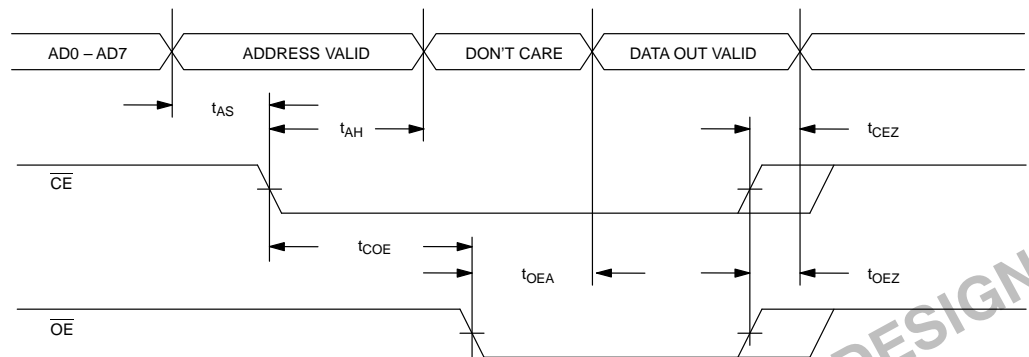 AD0 – AD7 ADDRESS VALID DON'T CARE DATA OUT VALID
tAS
tAH
tCEZ
CE
tCOE
tOEA
tOEZ
OE
DESIGN